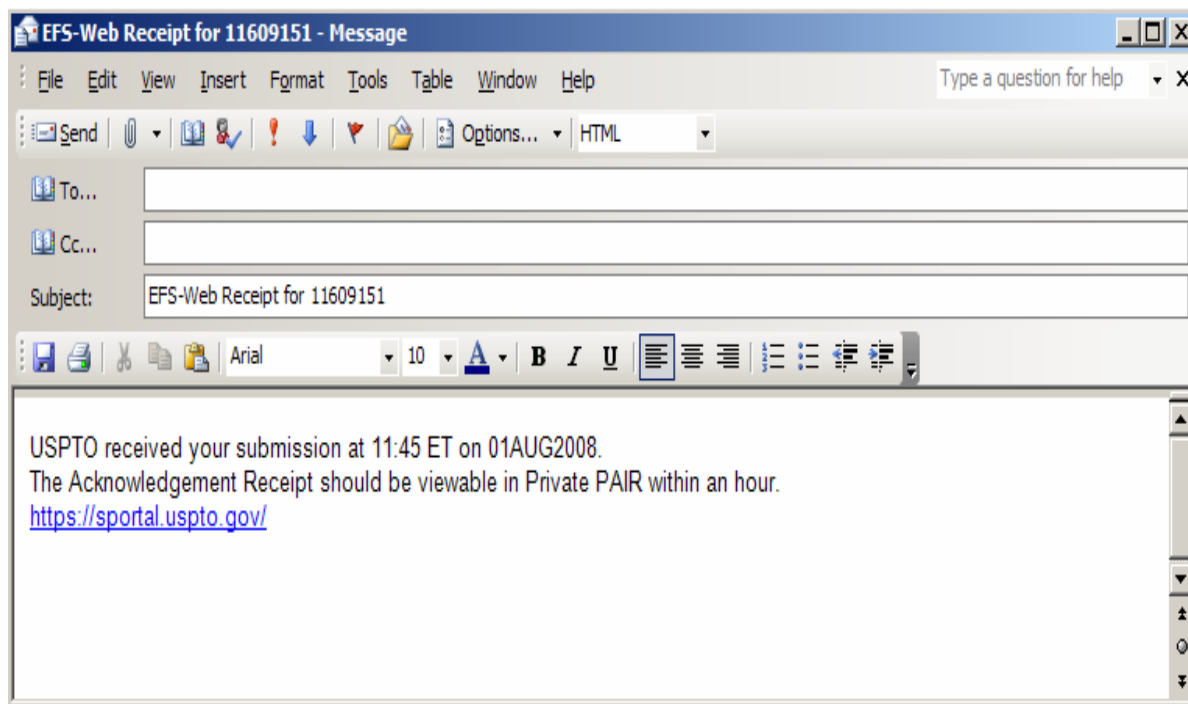 EFS-Web Receipt for 11609151 - Message
File Edit View Insert Format Tools Table Window Help Type a question for help
Send Options... HTML
To...
Cc...
Subject: EFS-Web Receipt for 11609151
Arial 10 A B I U
USPTO received your submission at 11:45 ET on 01AUG2008.
The Acknowledgement Receipt should be viewable in Private PAIR within an hour.
https://sportal.uspto.gov/